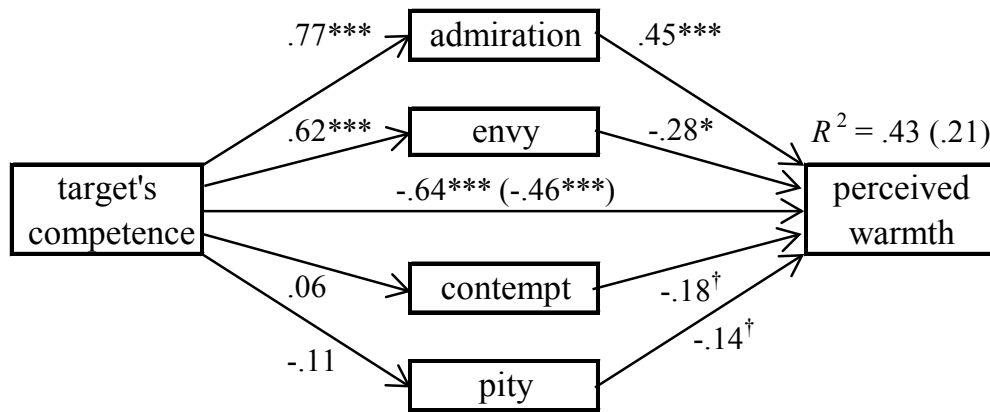 .77***
admiration
.45***
.62***
envy
-.28*
R² = .43 (.21)
target's
competence
-.64*** (-.46***)
perceived
warmth
.06
contempt
-.18†
-.11
pity
-.14†